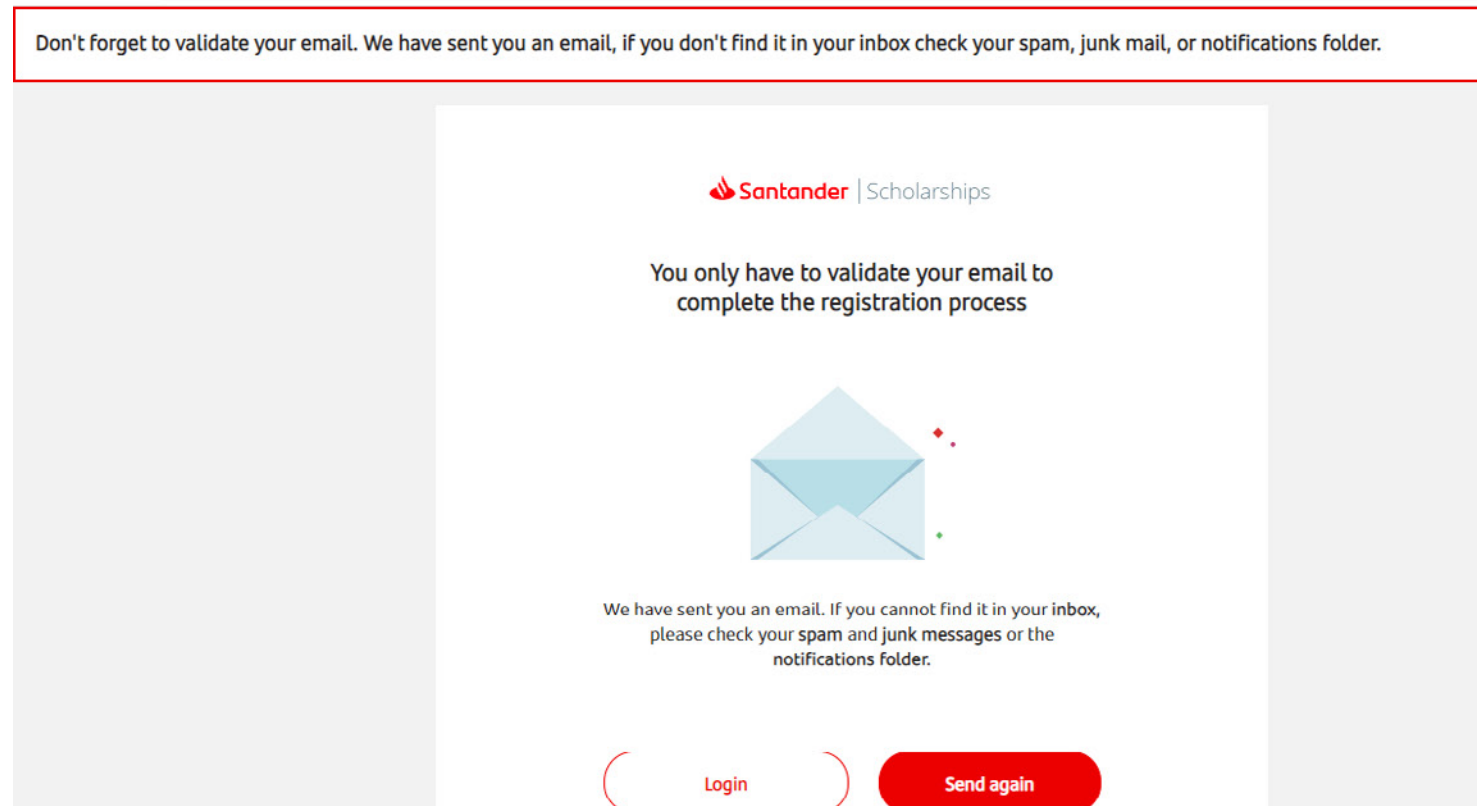 Don't forget to validate your email. We have sent you an email, if you don't find it in your inbox check your spam, junk mail, or notifications folder.
Santander | Scholarships
You only have to validate your email to
complete the registration process
We have sent you an email. If you cannot find it in your inbox,
please check your spam and junk messages or the
notifications folder.
Login
Send again